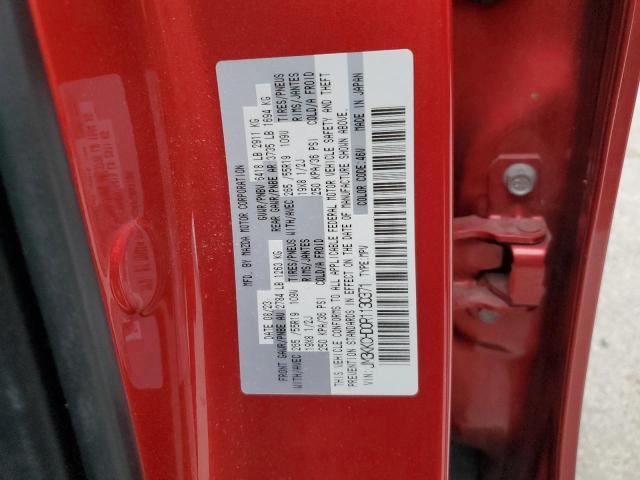 MFD BY MAZDA MOTOR CORPORATION
DATE 08/23 GVWR/PNBV 6418 LB 2911 KG
FRONT GAWR/PNBE AV 2784 LB 1263 KG REAR GAWR/PNBE AR 3735 LB 1694 KG
TIRES/PNEUS TIRES/PNEUS
WITH/AVEC 265 /55R19 109V RIMS/JANTES WITH/AVEC 265 /55R19 109V RIMS/JANTES
19X8 1/2J COLD/A FROID 19X8 1/2J COLD/A FROID
250 KPA/36 PSI 250 KPA/36 PSI
THIS VEHICLE CONFORMS TO ALL APPLICABLE FEDERAL MOTOR VEHICLE SAFETY AND THEFT
PREVENTION STANDARDS IN EFFECT ON THE DATE OF MANUFACTURE SHOWN ABOVE.
VIN: JM3KKCHD0R1130371 TYPE:MPV COLOR CODE:46V MADE IN JAPAN